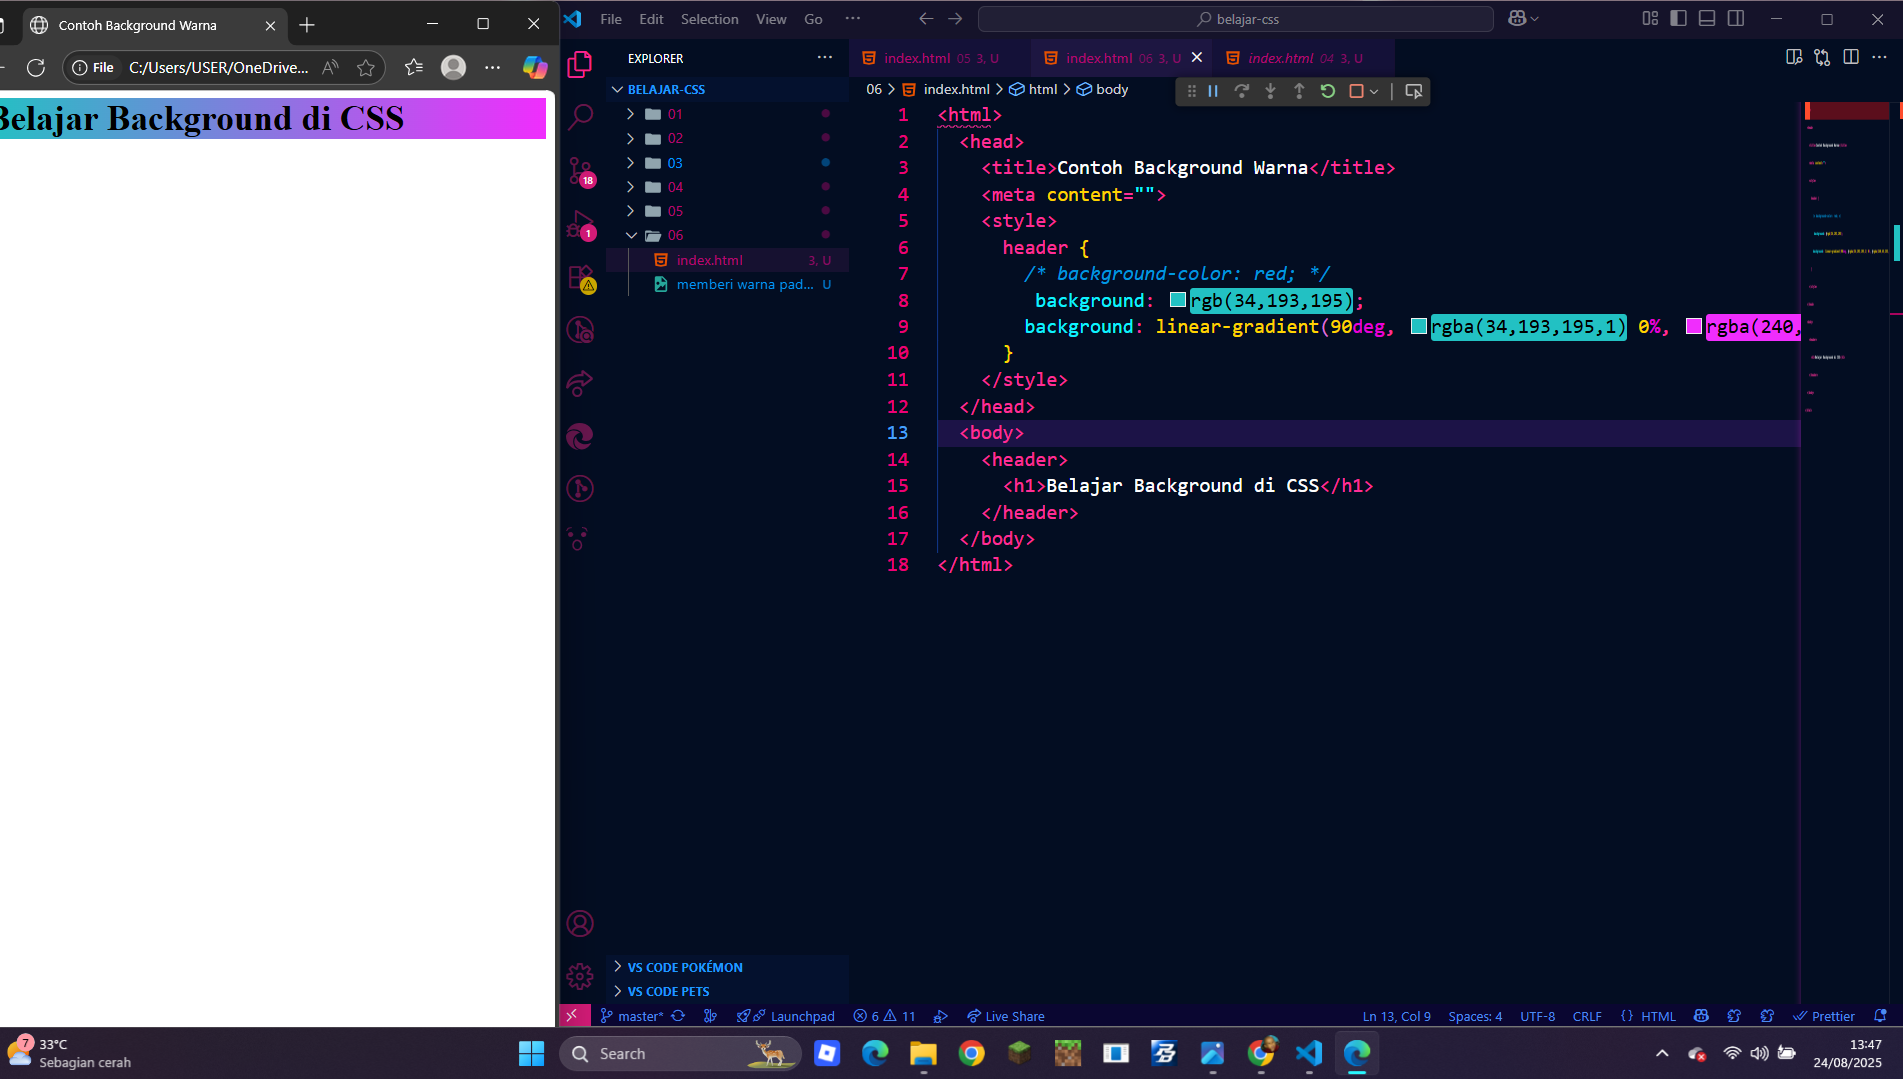 Contoh Background Warna
File
C:/Users/USER/OneDrive...
Belajar Background di CSS
File Edit Selection View Go ...
belajar-css
EXPLORER
BELAJAR-CSS
01
02
03
04
05
06
index.html 3, U
memberi warna pad... U
18
1
index.html 05 3, U
index.html 06 3, U
index.html 04 3, U
06 > index.html > html > body
1 <html>
2 <head>
3 <title>Contoh Background Warna</title>
4 <meta content="">
5 <style>
6 header {
7 /* background-color: red; */
8 background: rgb(34,193,195);
9 background: linear-gradient(90deg, rgba(34,193,195,1) 0%, rgba(240,
10 }
11 </style>
12 </head>
13 <body>
14 <header>
15 <h1>Belajar Background di CSS</h1>
16 </header>
17 </body>
18 </html>
VS CODE POKÉMON
VS CODE PETS
master* Launchpad 6 11 Live Share
Ln 13, Col 9 Spaces: 4 UTF-8 CRLF {} HTML Prettier
7
33°C
Sebagian cerah
Search
13:47
24/08/2025